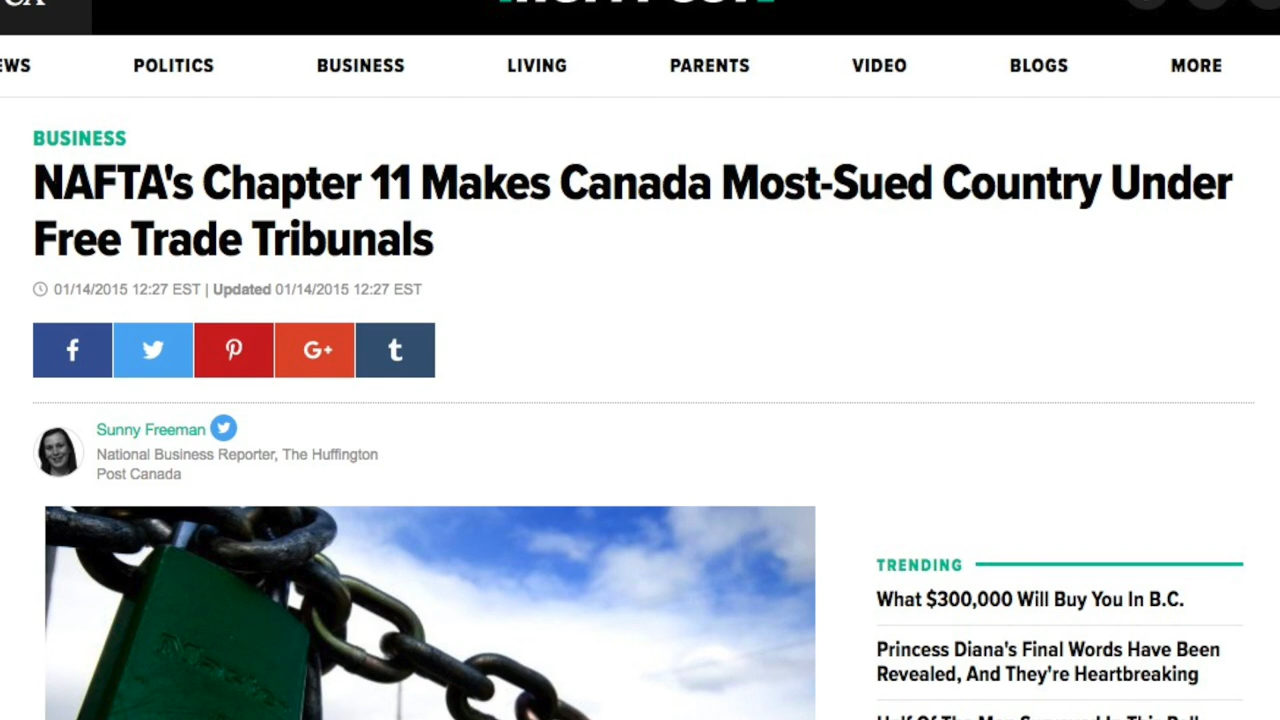 CA
EWS POLITICS BUSINESS LIVING PARENTS VIDEO BLOGS MORE
BUSINESS
NAFTA's Chapter 11 Makes Canada Most-Sued Country Under
Free Trade Tribunals
01/14/2015 12:27 EST | Updated 01/14/2015 12:27 EST
f
G+
t
Sunny Freeman
National Business Reporter, The Huffington
Post Canada
TRENDING
What $300,000 Will Buy You In B.C.
Princess Diana's Final Words Have Been
Revealed, And They're Heartbreaking